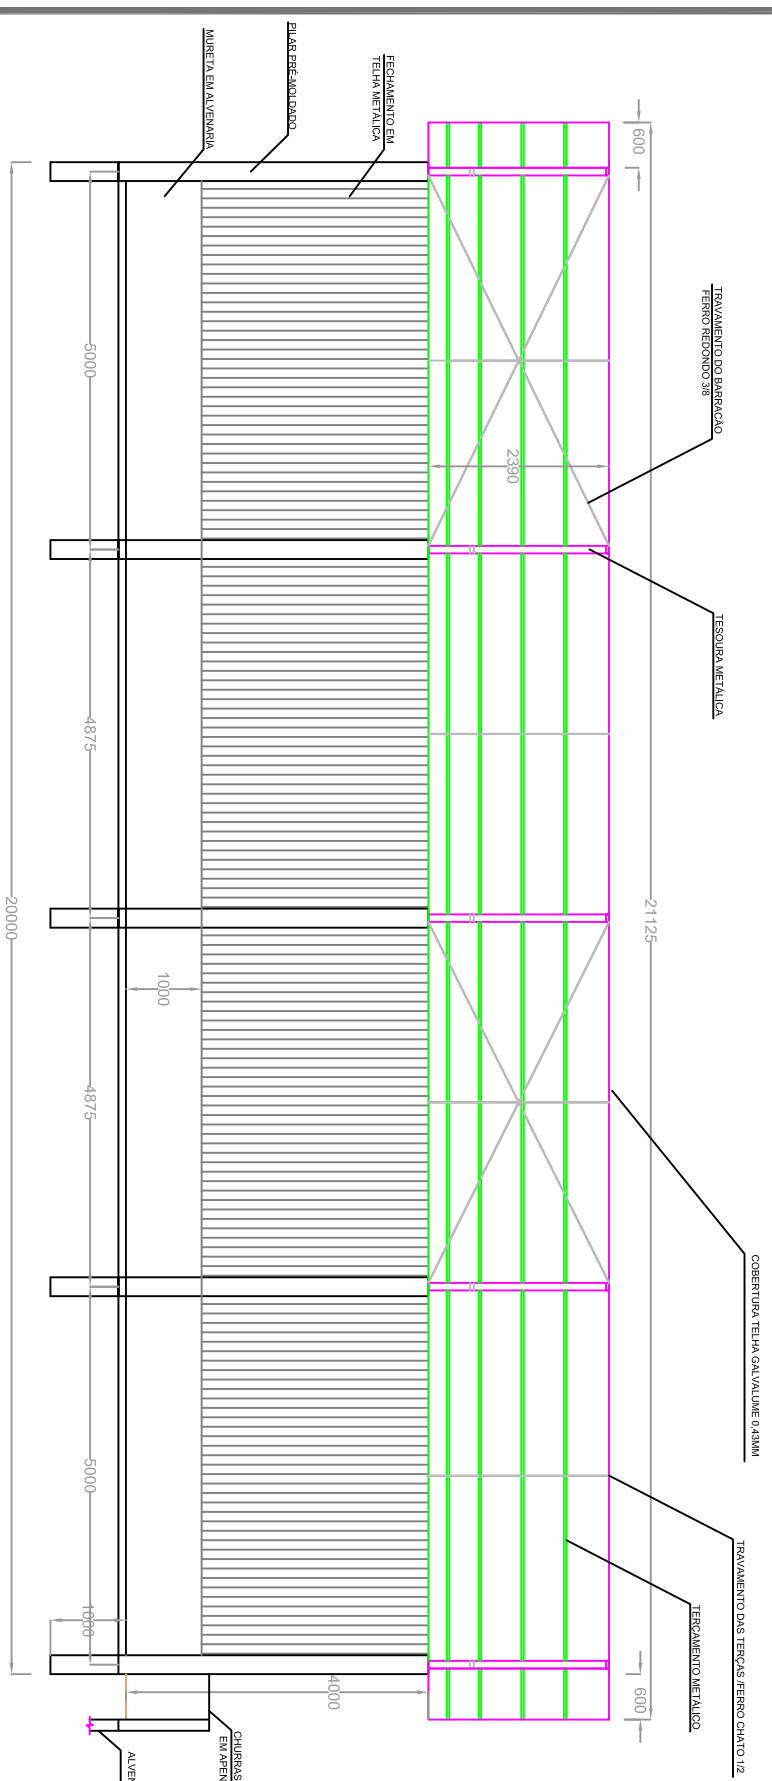 MURETA EM ALVENARIA
PILAR PRÉ-MOLDADO
FECHAMENTO EM
TELHA METÁLICA
TRAVAMENTO DO BARRACÃO
FERRO REDONDO 3/8
TESOURA METÁLICA
COBERTURA TELHA GALVALUME 0,43MM
TRAVAMENTO DAS TERÇAS /FERRO CHATO 1/2
TERÇAMENTO METÁLICO
CHURRAS
EM APEN
ALVEN
600
21125
600
2390
5000
4875
4875
5000
1000
1000
4000
20000